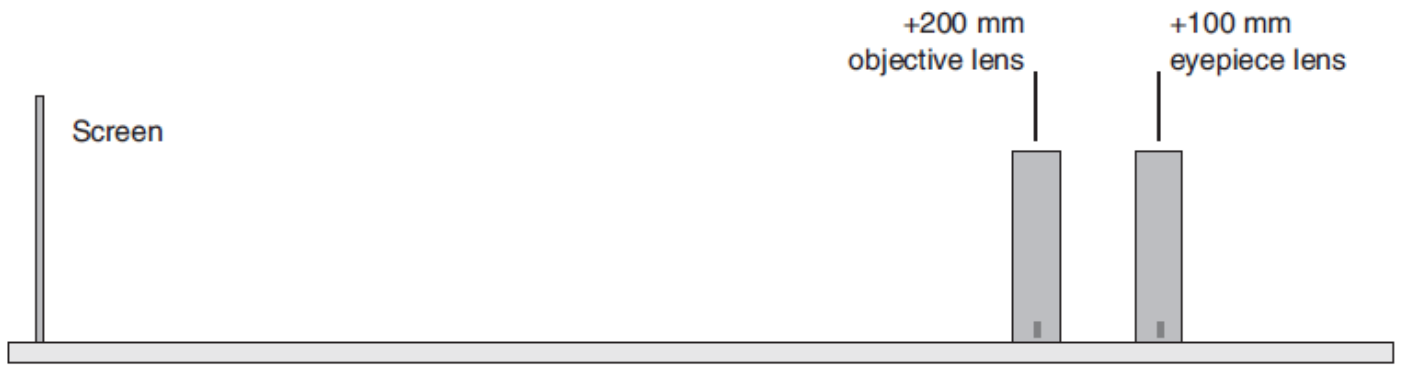 +200 mm
objective lens
+100 mm
eyepiece lens
Screen